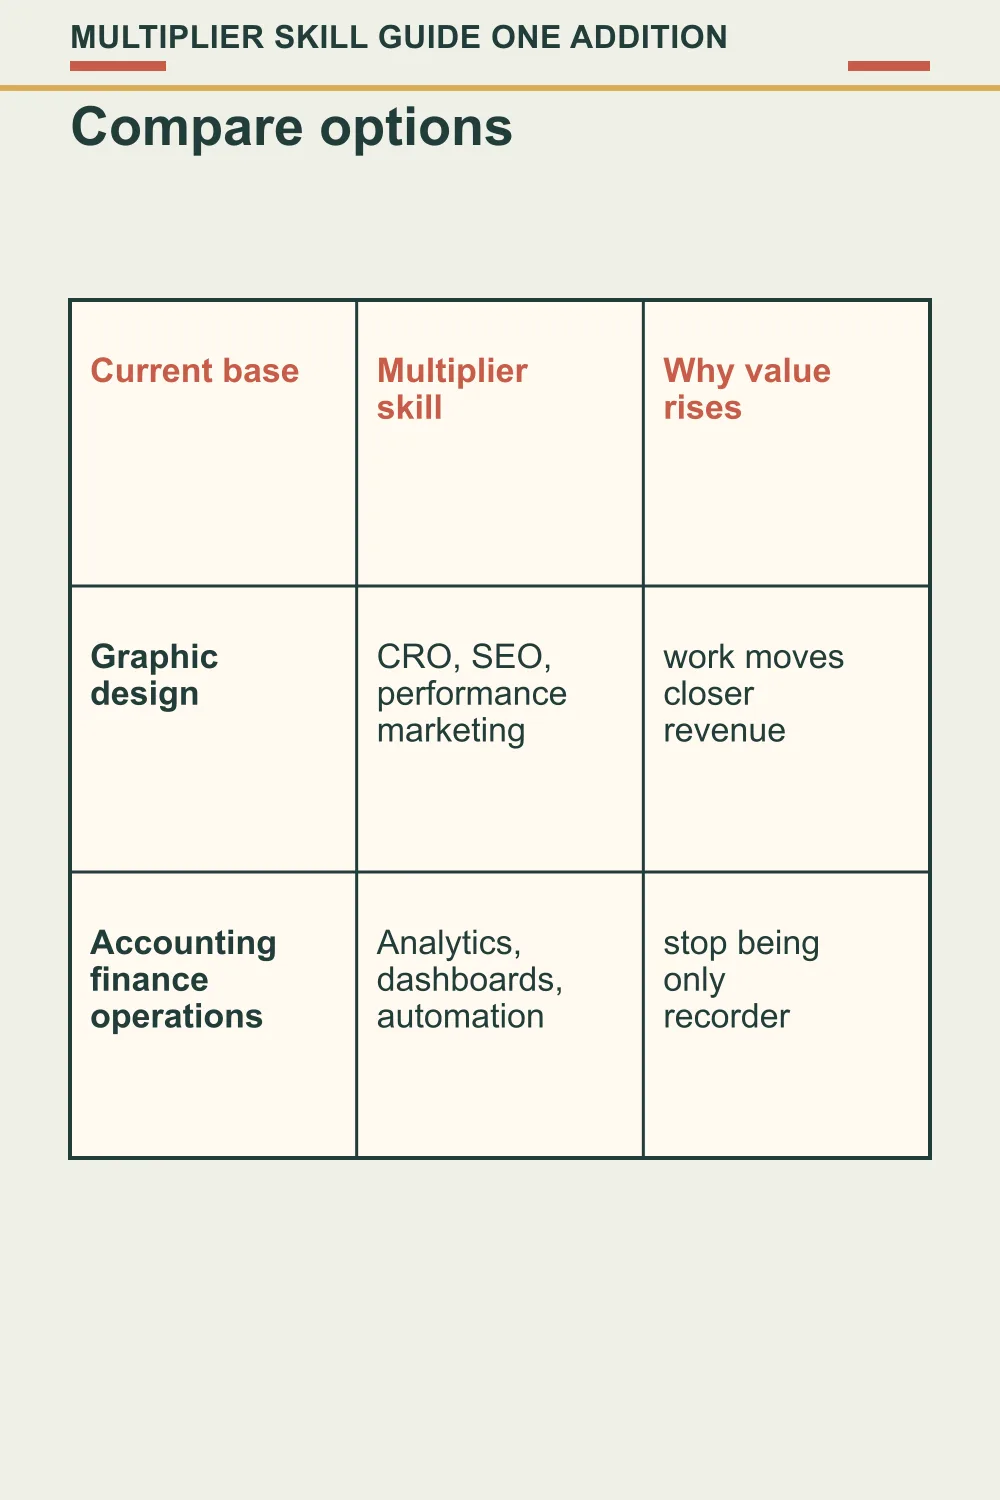 MULTIPLIER SKILL GUIDE ONE ADDITION
Compare options
Current base
Multiplier
skill
Why value
rises
Graphic
design
CRO, SEO,
performance
marketing
work moves
closer
revenue
Accounting
finance
operations
Analytics,
dashboards,
automation
stop being
only
recorder